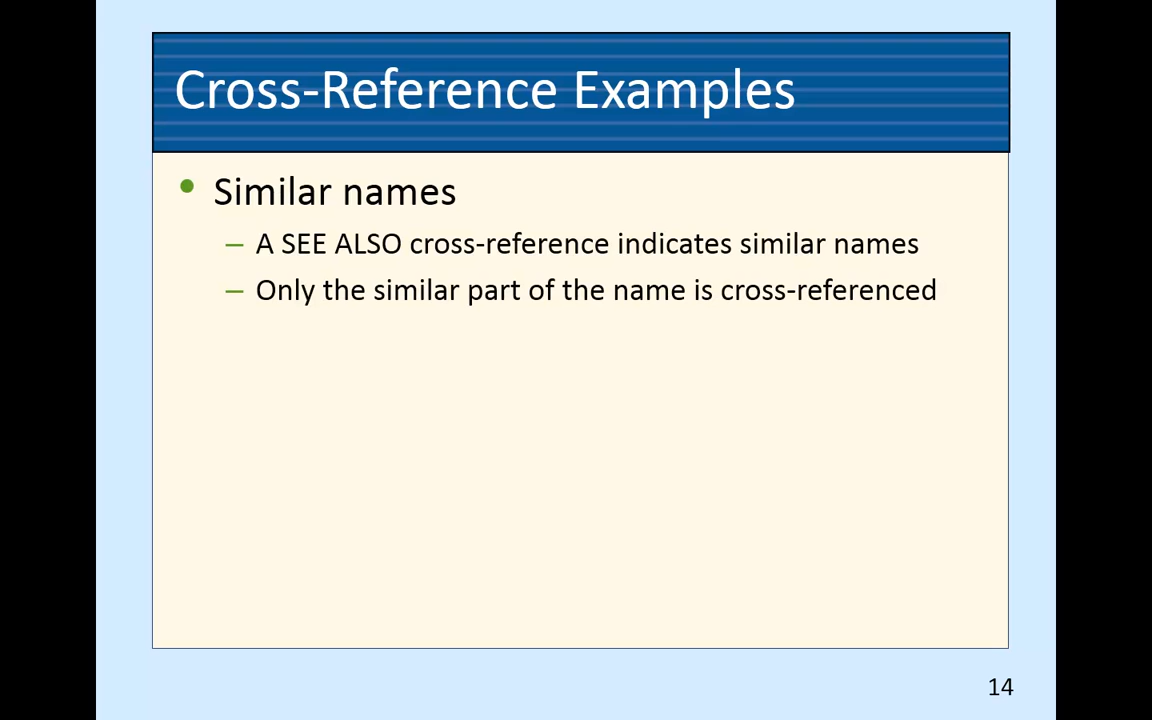 Cross-Reference Examples
• Similar names
– A SEE ALSO cross-reference indicates similar names
– Only the similar part of the name is cross-referenced
14